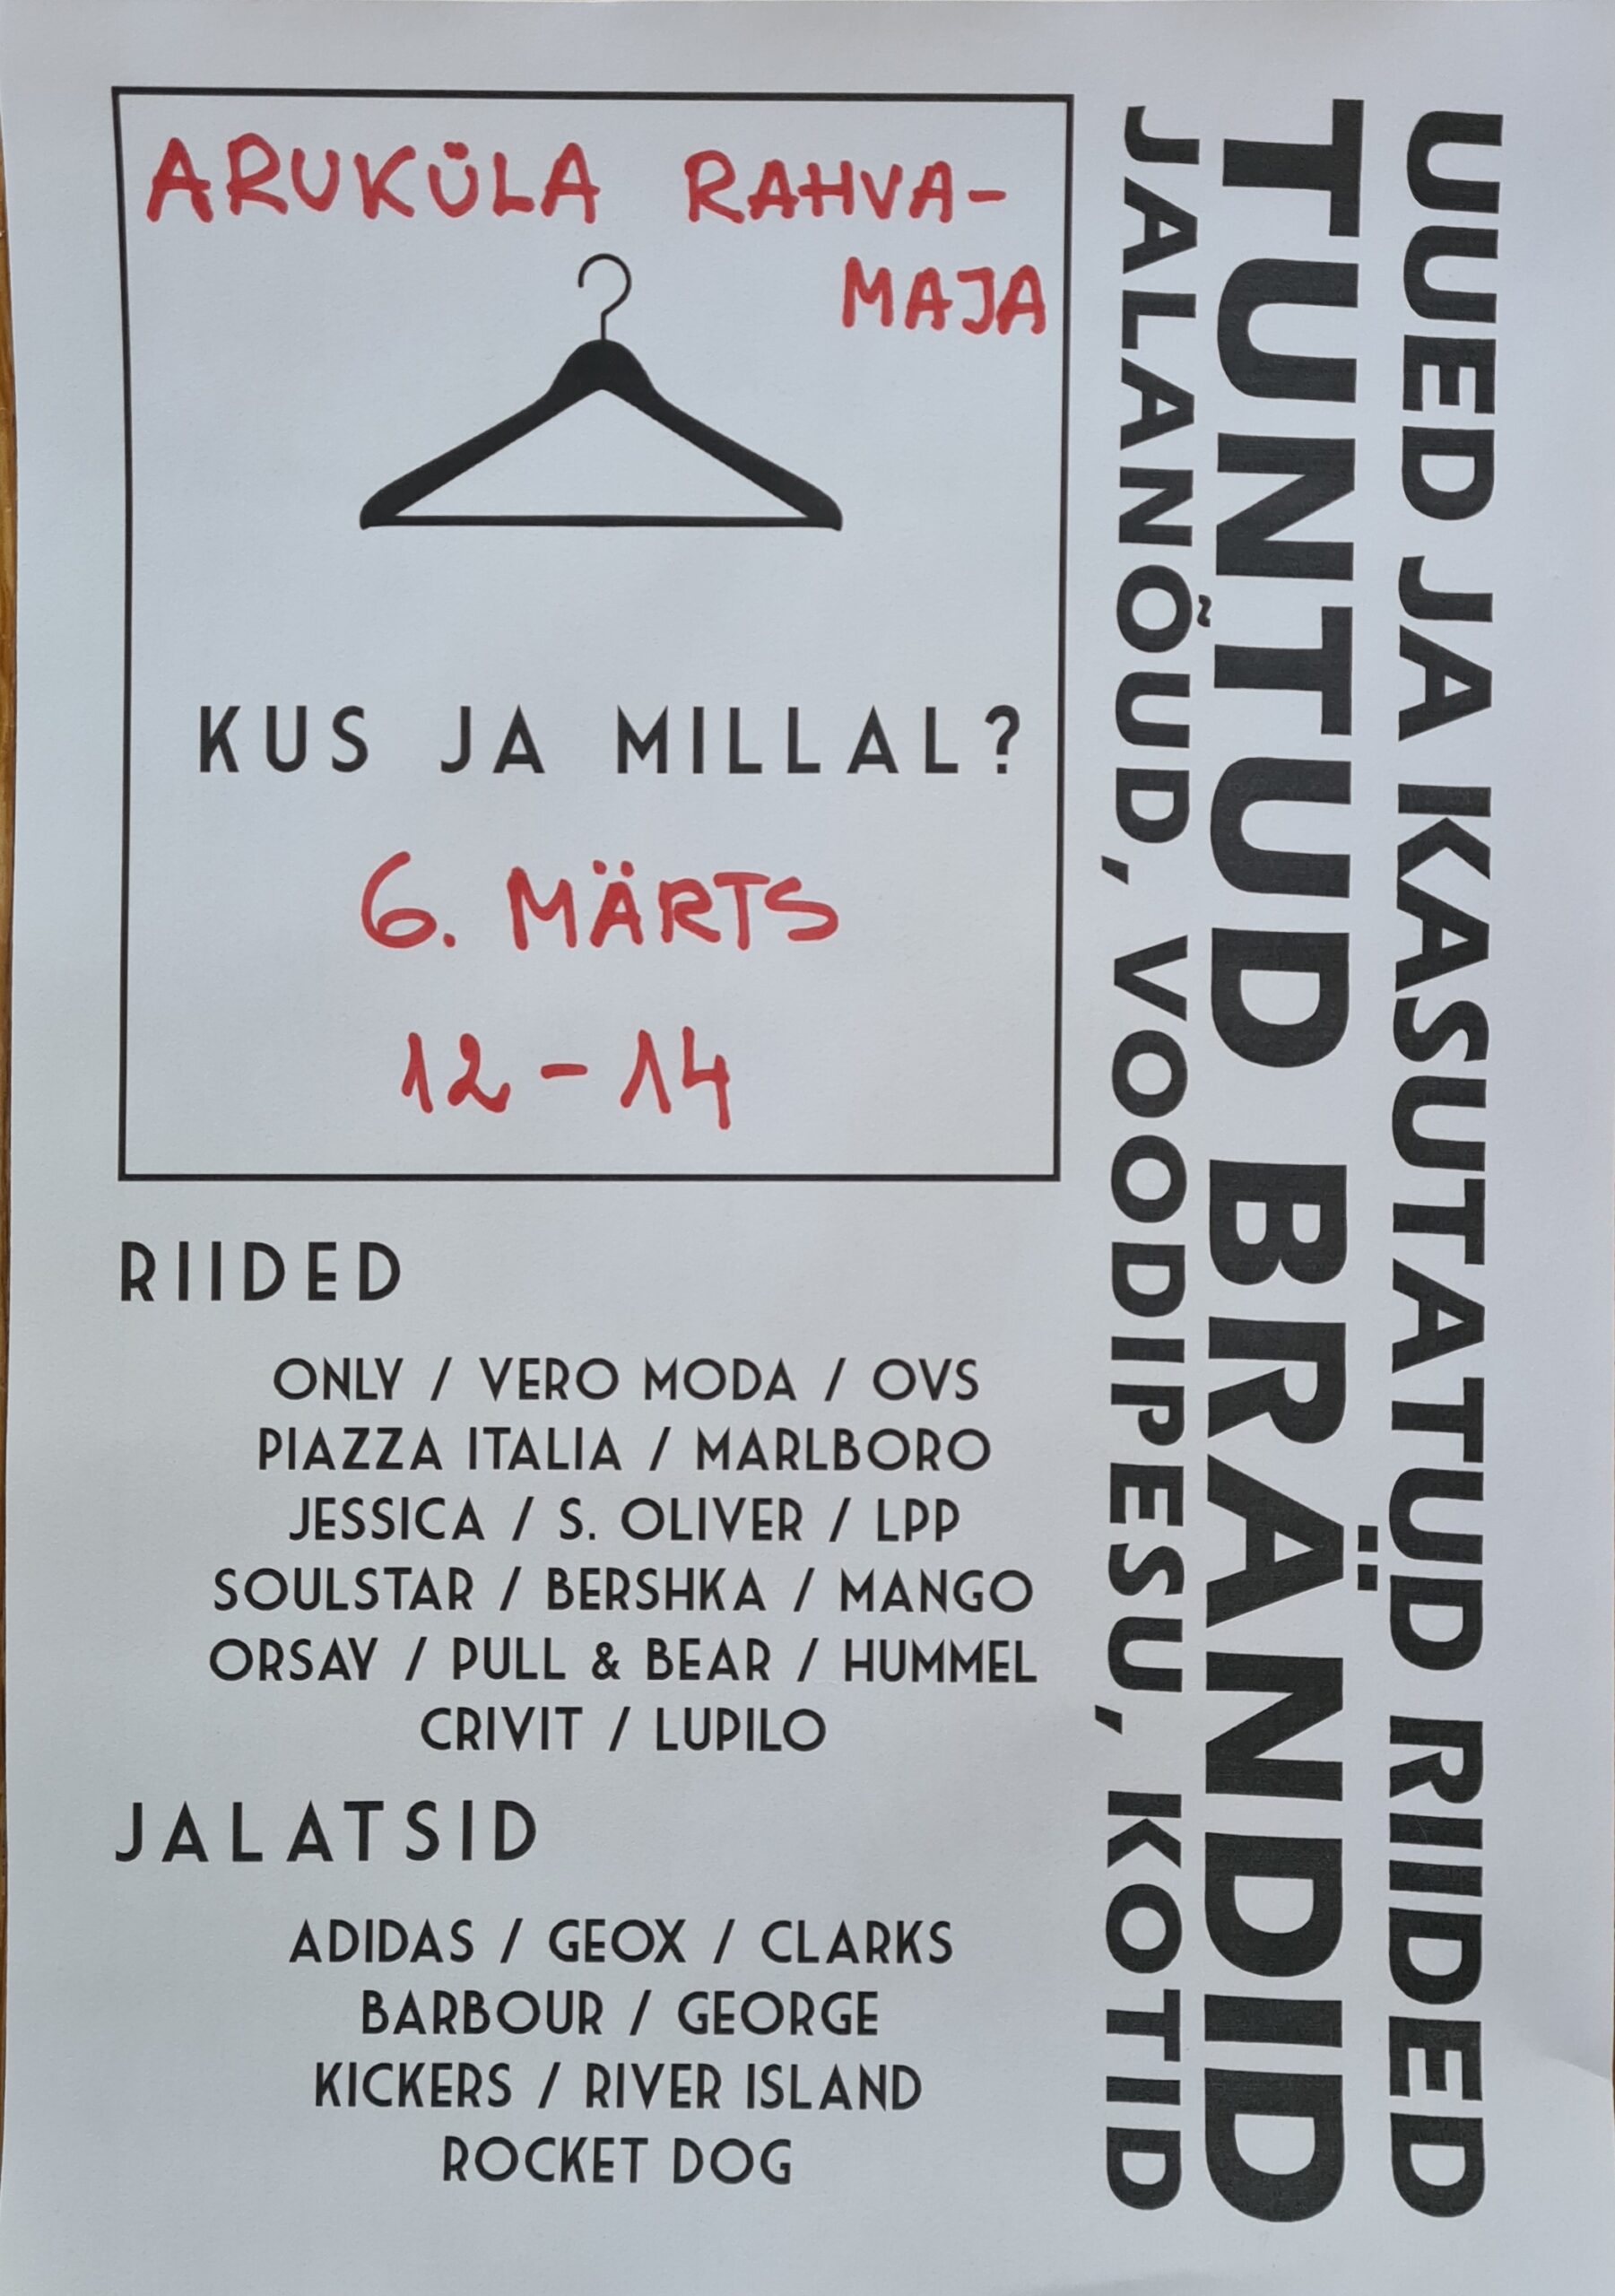 ARUKÜLA RAHVA-
MAJA
KUS JA MILLAL?
6. MÄRTS
12 - 14
RIIDED
ONLY / VERO MODA / OVS
PIAZZA ITALIA / MARLBORO
JESSICA / S. OLIVER / LPP
SOULSTAR / BERSHKA / MANGO
ORSAY / PULL & BEAR / HUMMEL
CRIVIT / LUPILO
JALATSID
ADIDAS / GEOX / CLARKS
BARBOUR / GEORGE
KICKERS / RIVER ISLAND
ROCKET DOG
UUED JA KASUTATUD RIIDED
TUNTUD BRÄNDID
JALANÕUD, VOODIPESU, KOTID